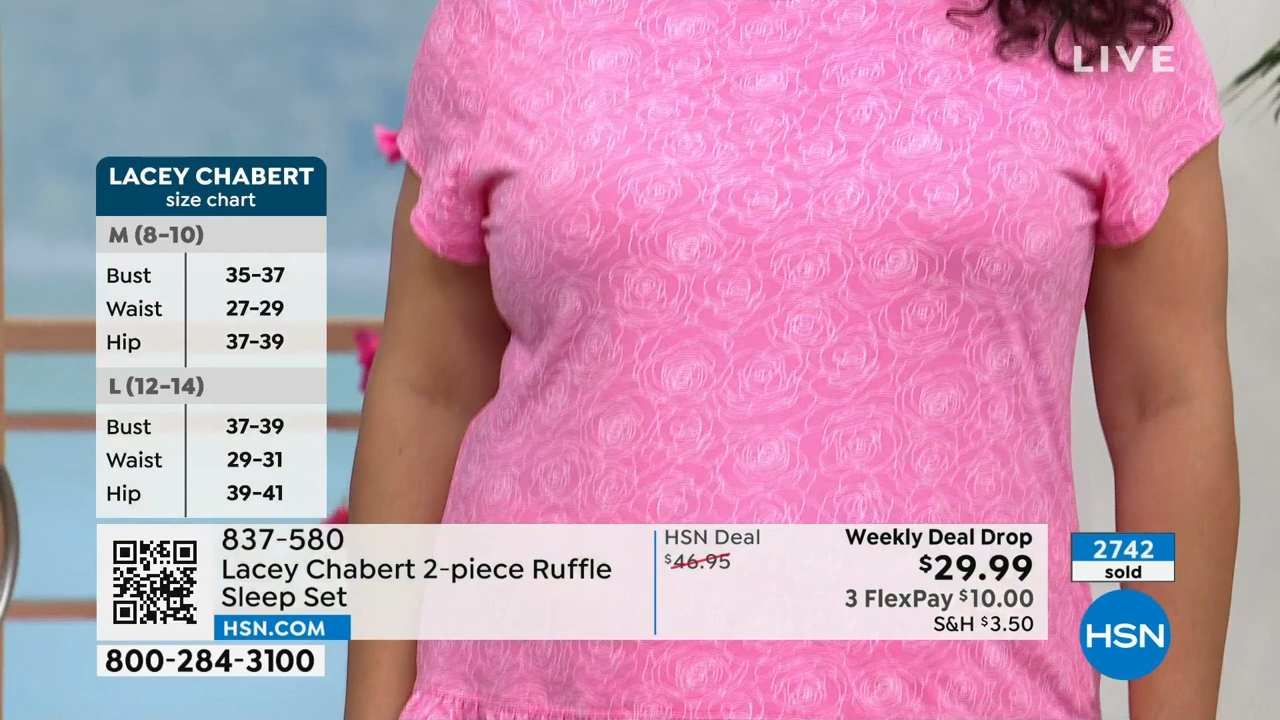 LIVE
LACEY CHABERT
size chart
M (8-10)
Bust 35-37
Waist 27-29
Hip 37-39
L (12-14)
Bust 37-39
Waist 29-31
Hip 39-41
837-580
Lacey Chabert 2-piece Ruffle
Sleep Set
HSN.COM
800-284-3100
HSN Deal
$46.95
Weekly Deal Drop
$29.99
3 FlexPay $10.00
S&H $3.50
2742
sold
HSN